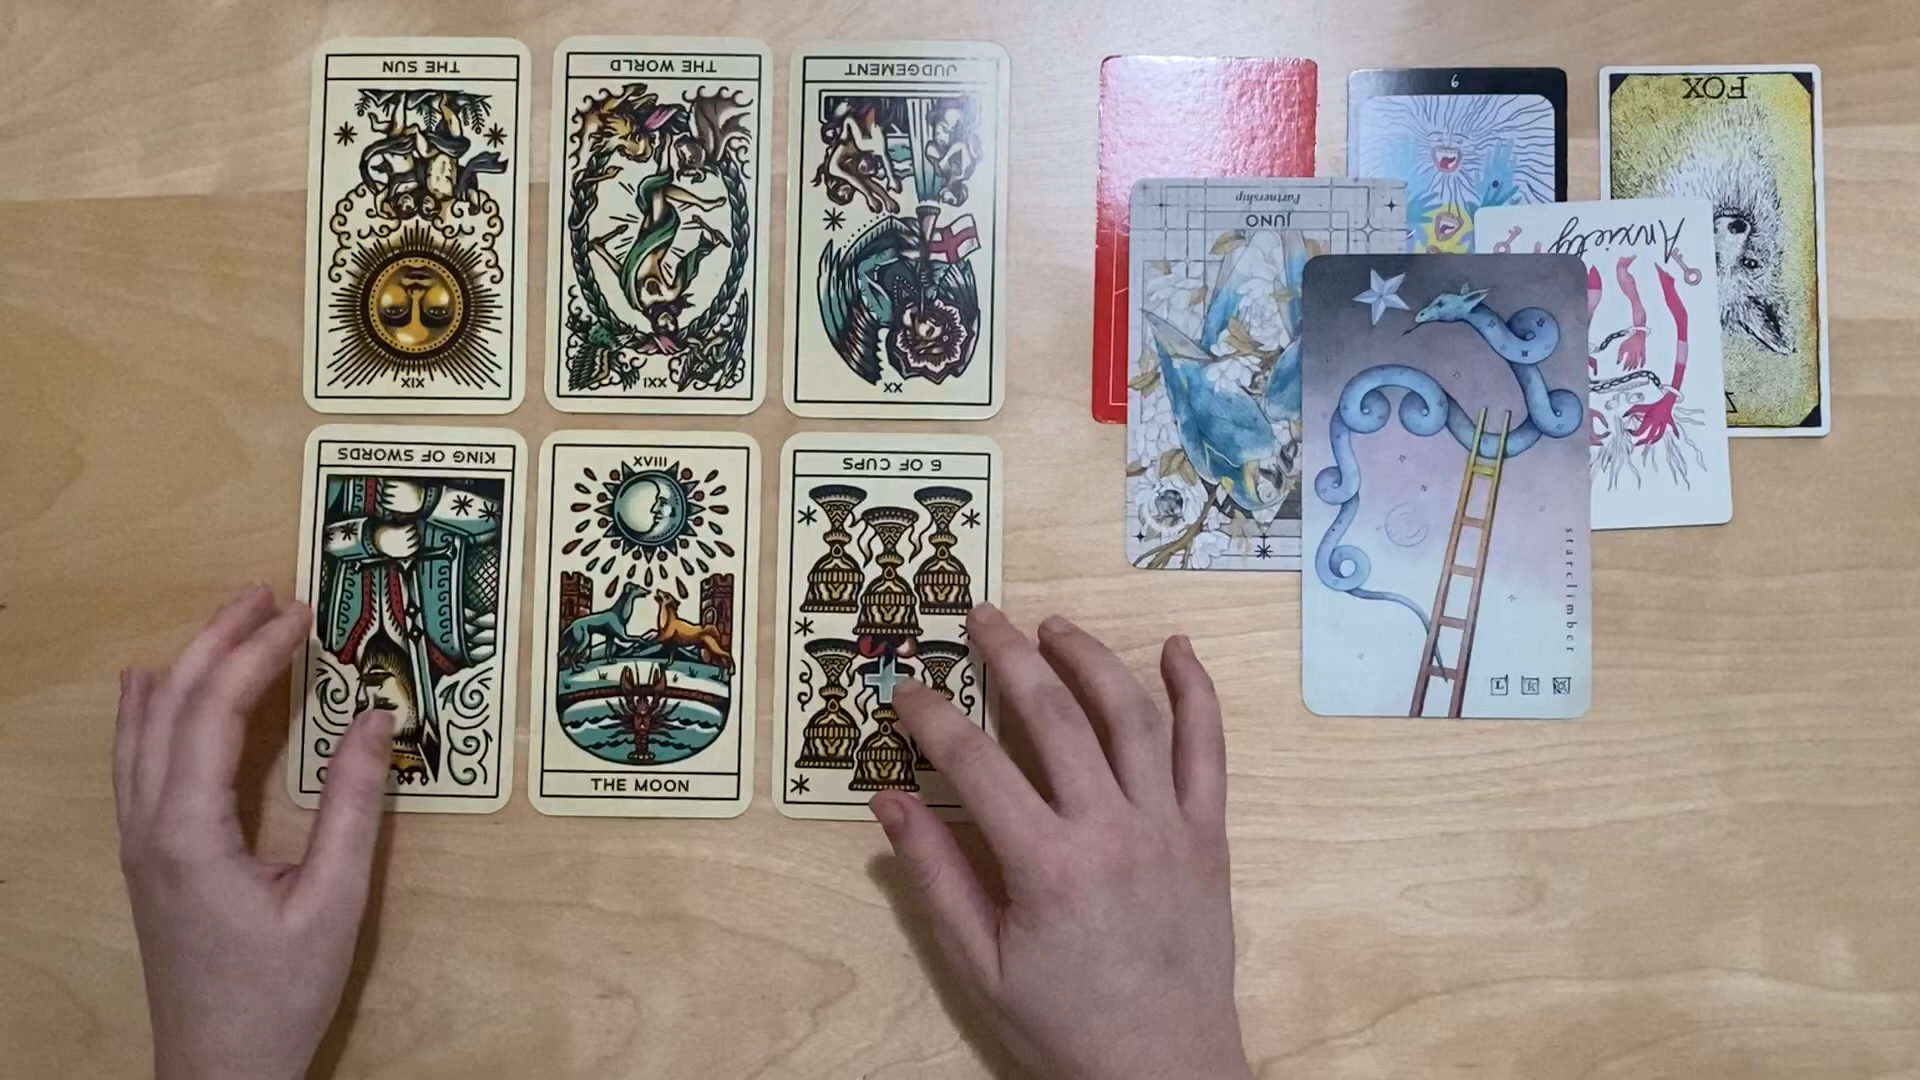 THE SUN
XIX
THE WORLD
XXI
JUDGEMENT
XX
KING OF SWORDS
XVIII
THE MOON
6 OF CUPS
Partnership
JUNO
9
Anxiety
FOX
starclimber
L